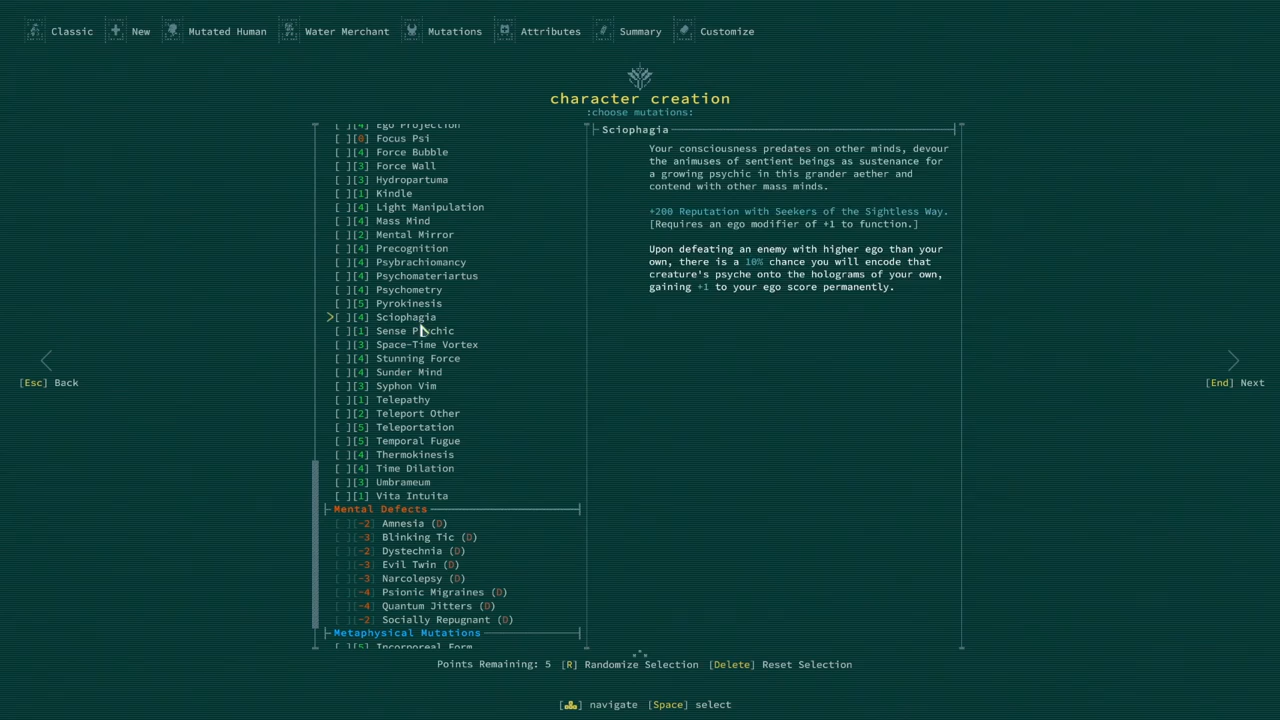 Classic New Mutated Human Water Merchant Mutations Attributes Summary Customize
character creation
:choose mutations:
[ ][4] Ego Projection
[ ][0] Focus Psi
[ ][4] Force Bubble
[ ][3] Force Wall
[ ][3] Hydropartuma
[ ][1] Kindle
[ ][4] Light Manipulation
[ ][4] Mass Mind
[ ][2] Mental Mirror
[ ][4] Precognition
[ ][4] Psybrachiomancy
[ ][4] Psychomateriartus
[ ][4] Psychometry
[ ][5] Pyrokinesis
>[ ][4] Sciophagia
[ ][1] Sense Psychic
[ ][3] Space-Time Vortex
[ ][4] Stunning Force
[ ][4] Sunder Mind
[ ][3] Syphon Vim
[ ][1] Telepathy
[ ][2] Teleport Other
[ ][5] Teleportation
[ ][5] Temporal Fugue
[ ][4] Thermokinesis
[ ][4] Time Dilation
[ ][3] Umbrameum
[ ][1] Vita Intuita
Mental Defects
[ ][-2] Amnesia (D)
[ ][-3] Blinking Tic (D)
[ ][-2] Dystechnia (D)
[ ][-3] Evil Twin (D)
[ ][-3] Narcolepsy (D)
[ ][-4] Psionic Migraines (D)
[ ][-4] Quantum Jitters (D)
[ ][-2] Socially Repugnant (D)
Metaphysical Mutations
[ ][5] Incorporeal Form
Sciophagia
Your consciousness predates on other minds, devour
the animuses of sentient beings as sustenance for
a growing psychic in this grander aether and
contend with other mass minds.
+200 Reputation with Seekers of the Sightless Way.
[Requires an ego modifier of +1 to function.]
Upon defeating an enemy with higher ego than your
own, there is a 10% chance you will encode that
creature's psyche onto the holograms of your own,
gaining +1 to your ego score permanently.
[Esc] Back
[End] Next
Points Remaining: 5 [R] Randomize Selection [Delete] Reset Selection
[ ] navigate [Space] select